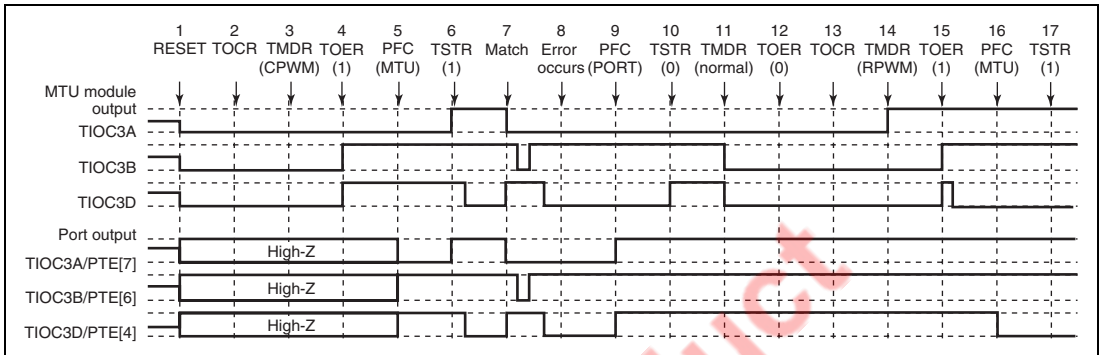 1 2 3 4 5 6 7 8 9 10 11 12 13 14 15 16 17
RESET TOCR TMDR TOER PFC TSTR Match Error PFC TSTR TMDR TOER TOCR TMDR TOER PFC TSTR
(CPWM) (1) (MTU) (1) occurs (PORT) (0) (normal) (0) (RPWM) (1) (MTU) (1)
MTU module
output
TIOC3A
TIOC3B
TIOC3D
Port output
High-Z
TIOC3A/PTE[7]
High-Z
TIOC3B/PTE[6]
High-Z
TIOC3D/PTE[4]
uct